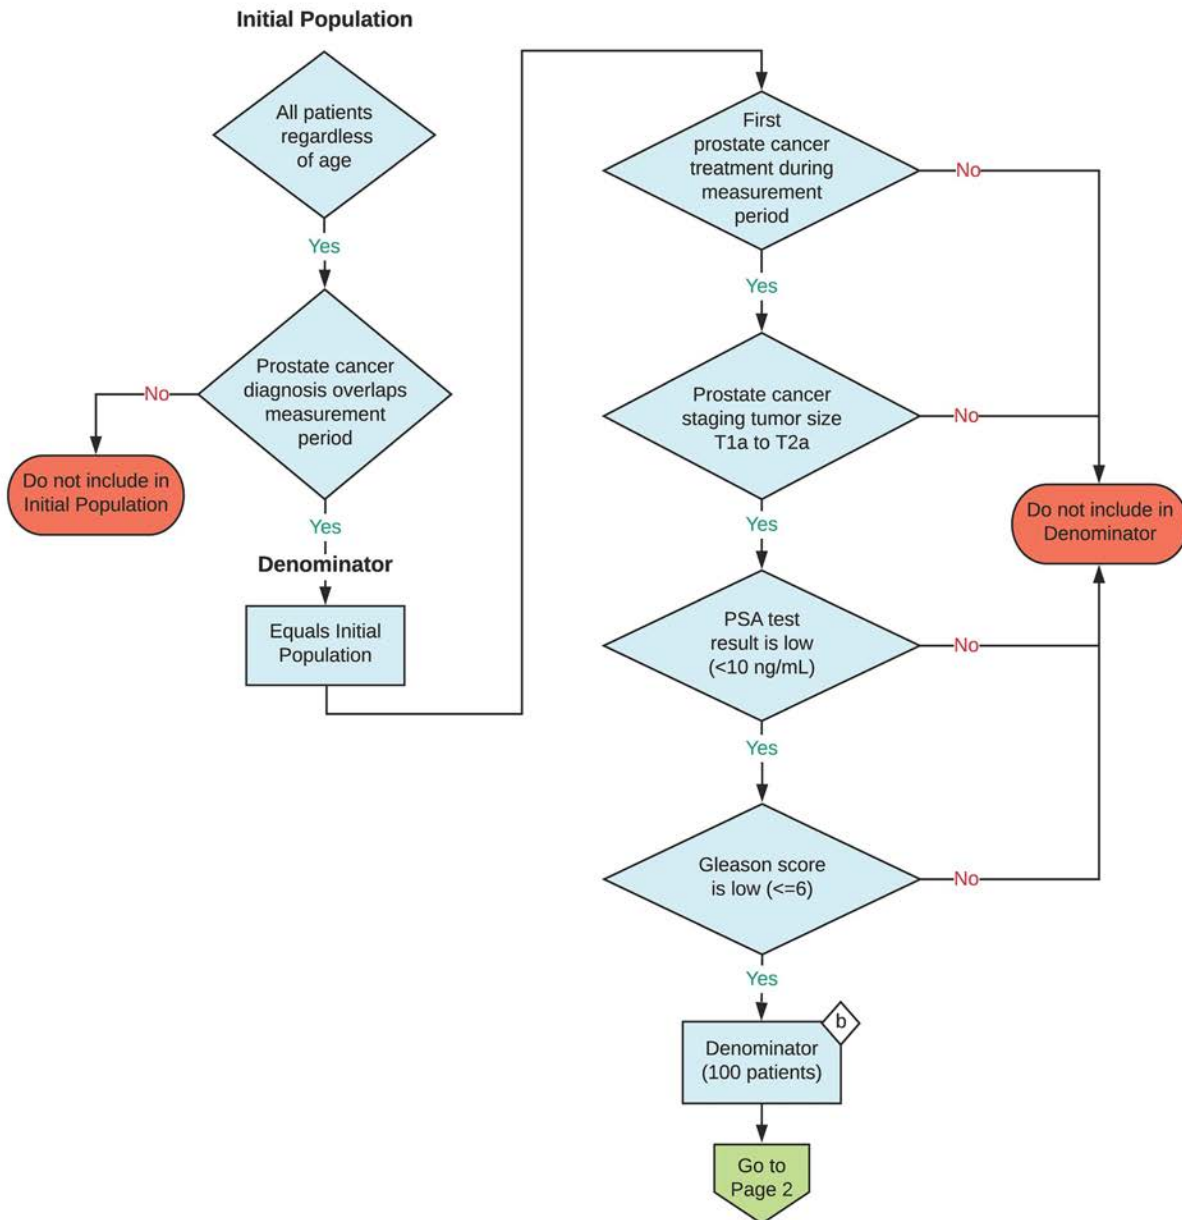 Initial Population
All patients
regardless
of age
Yes
Prostate cancer
diagnosis overlaps
measurement
period
No
Do not include in
Initial Population
Yes
Denominator
Equals Initial
Population
First
prostate cancer
treatment during
measurement
period
No
Yes
Prostate cancer
staging tumor size
T1a to T2a
No
Do not include in
Denominator
Yes
PSA test
result is low
(<10 ng/mL)
No
Yes
Gleason score
is low (<=6)
No
Yes
b
Denominator
(100 patients)
Go to
Page 2